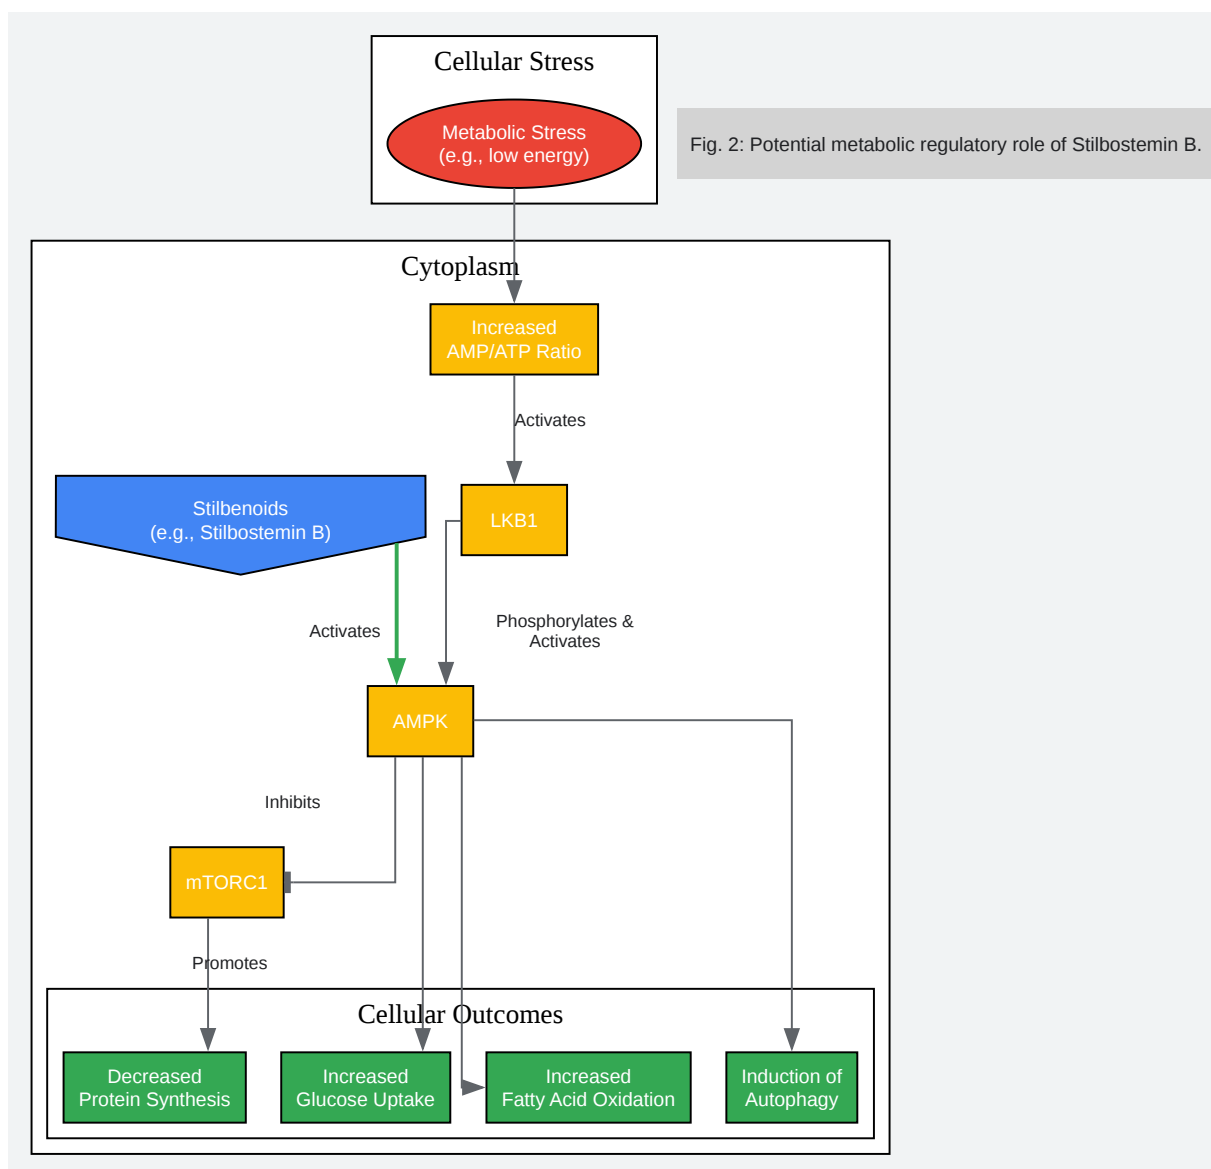 Cellular Stress
Metabolic Stress
(e.g., low energy)
Fig. 2: Potential metabolic regulatory role of Stilbostemin B.
Cytoplasm
Increased
AMP/ATP Ratio
Activates
Stilbenoids
(e.g., Stilbostemin B)
LKB1
Activates
Phosphorylates &
Activates
AMPK
Inhibits
mTORC1
Promotes
Cellular Outcomes
Decreased
Protein Synthesis
Increased
Glucose Uptake
Increased
Fatty Acid Oxidation
Induction of
Autophagy